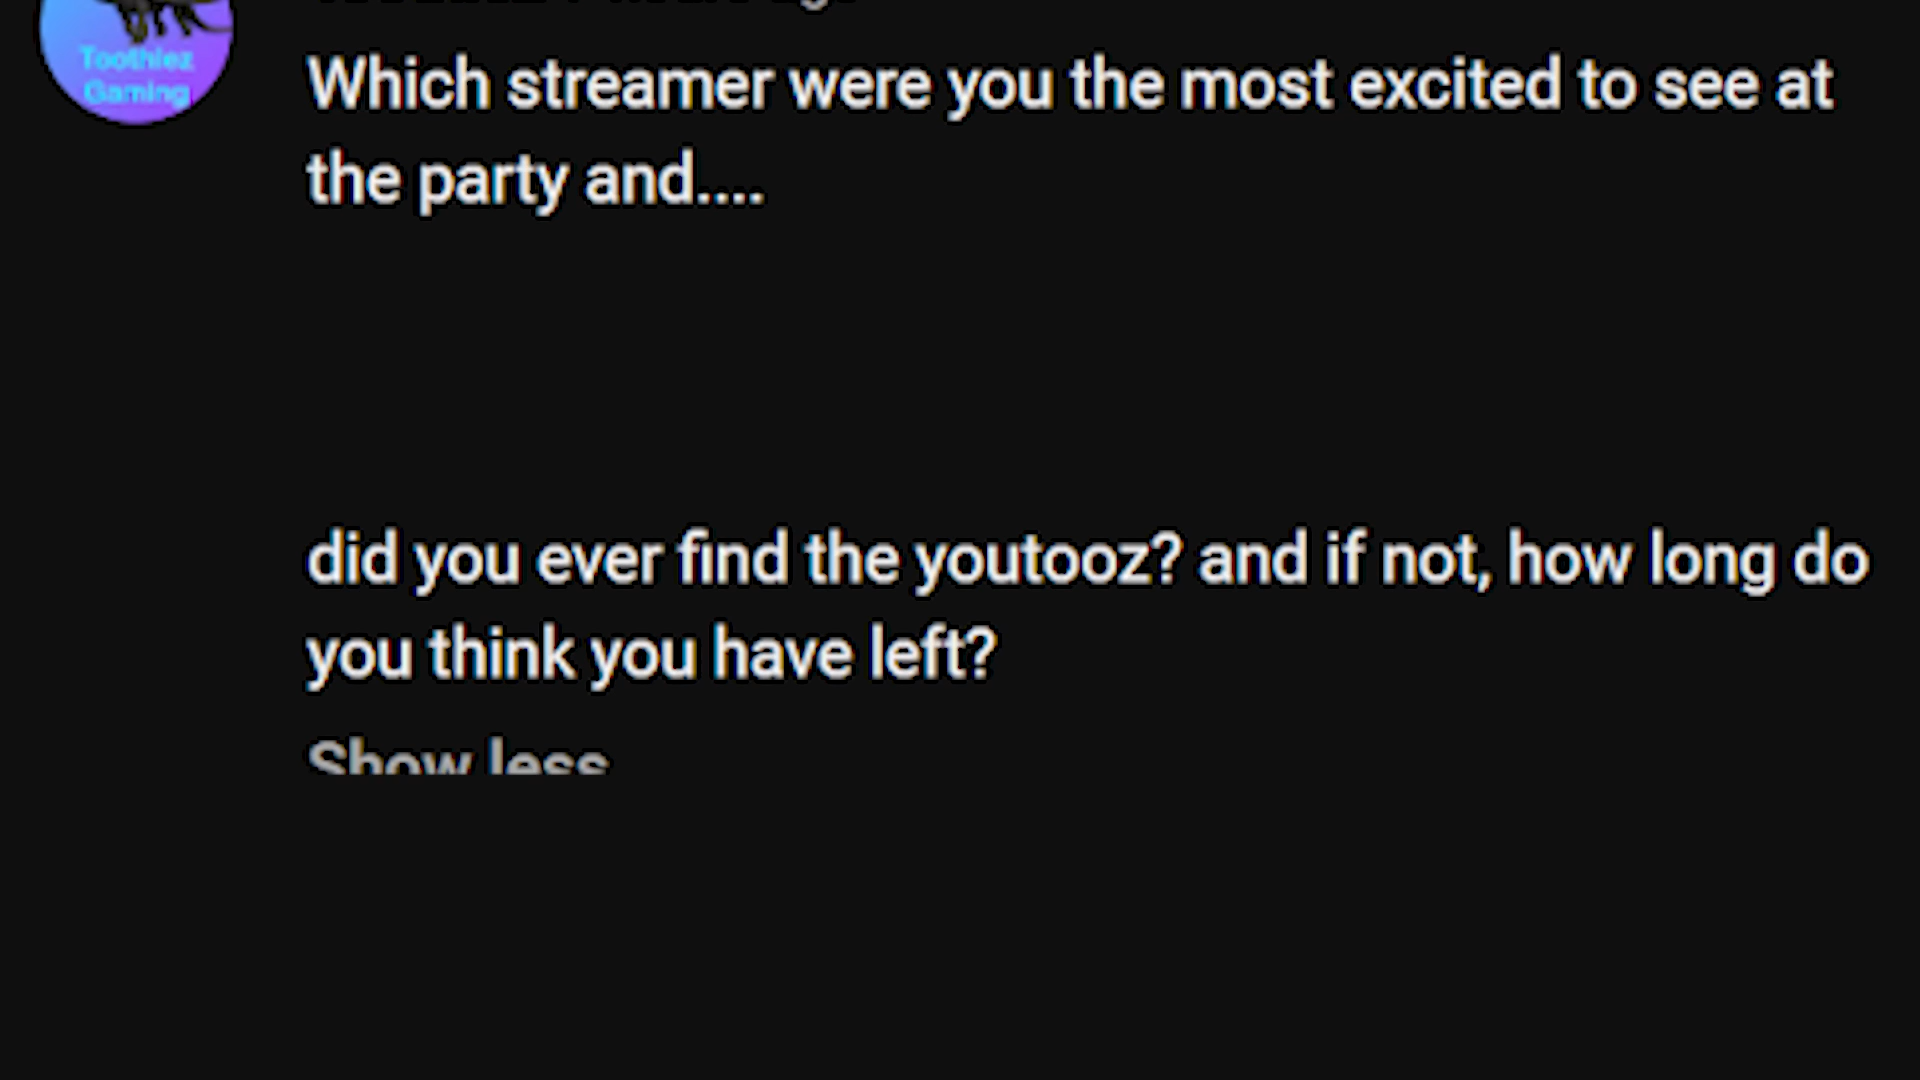 Toothiez
Gaming
Which streamer were you the most excited to see at
the party and....
did you ever find the youtooz? and if not, how long do
you think you have left?
Show less